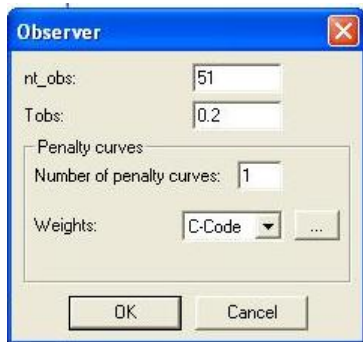 Observer
nt_obs: 51
Tobs: 0.2
Penalty curves
Number of penalty curves: 1
Weights: C-Code ...
OK Cancel